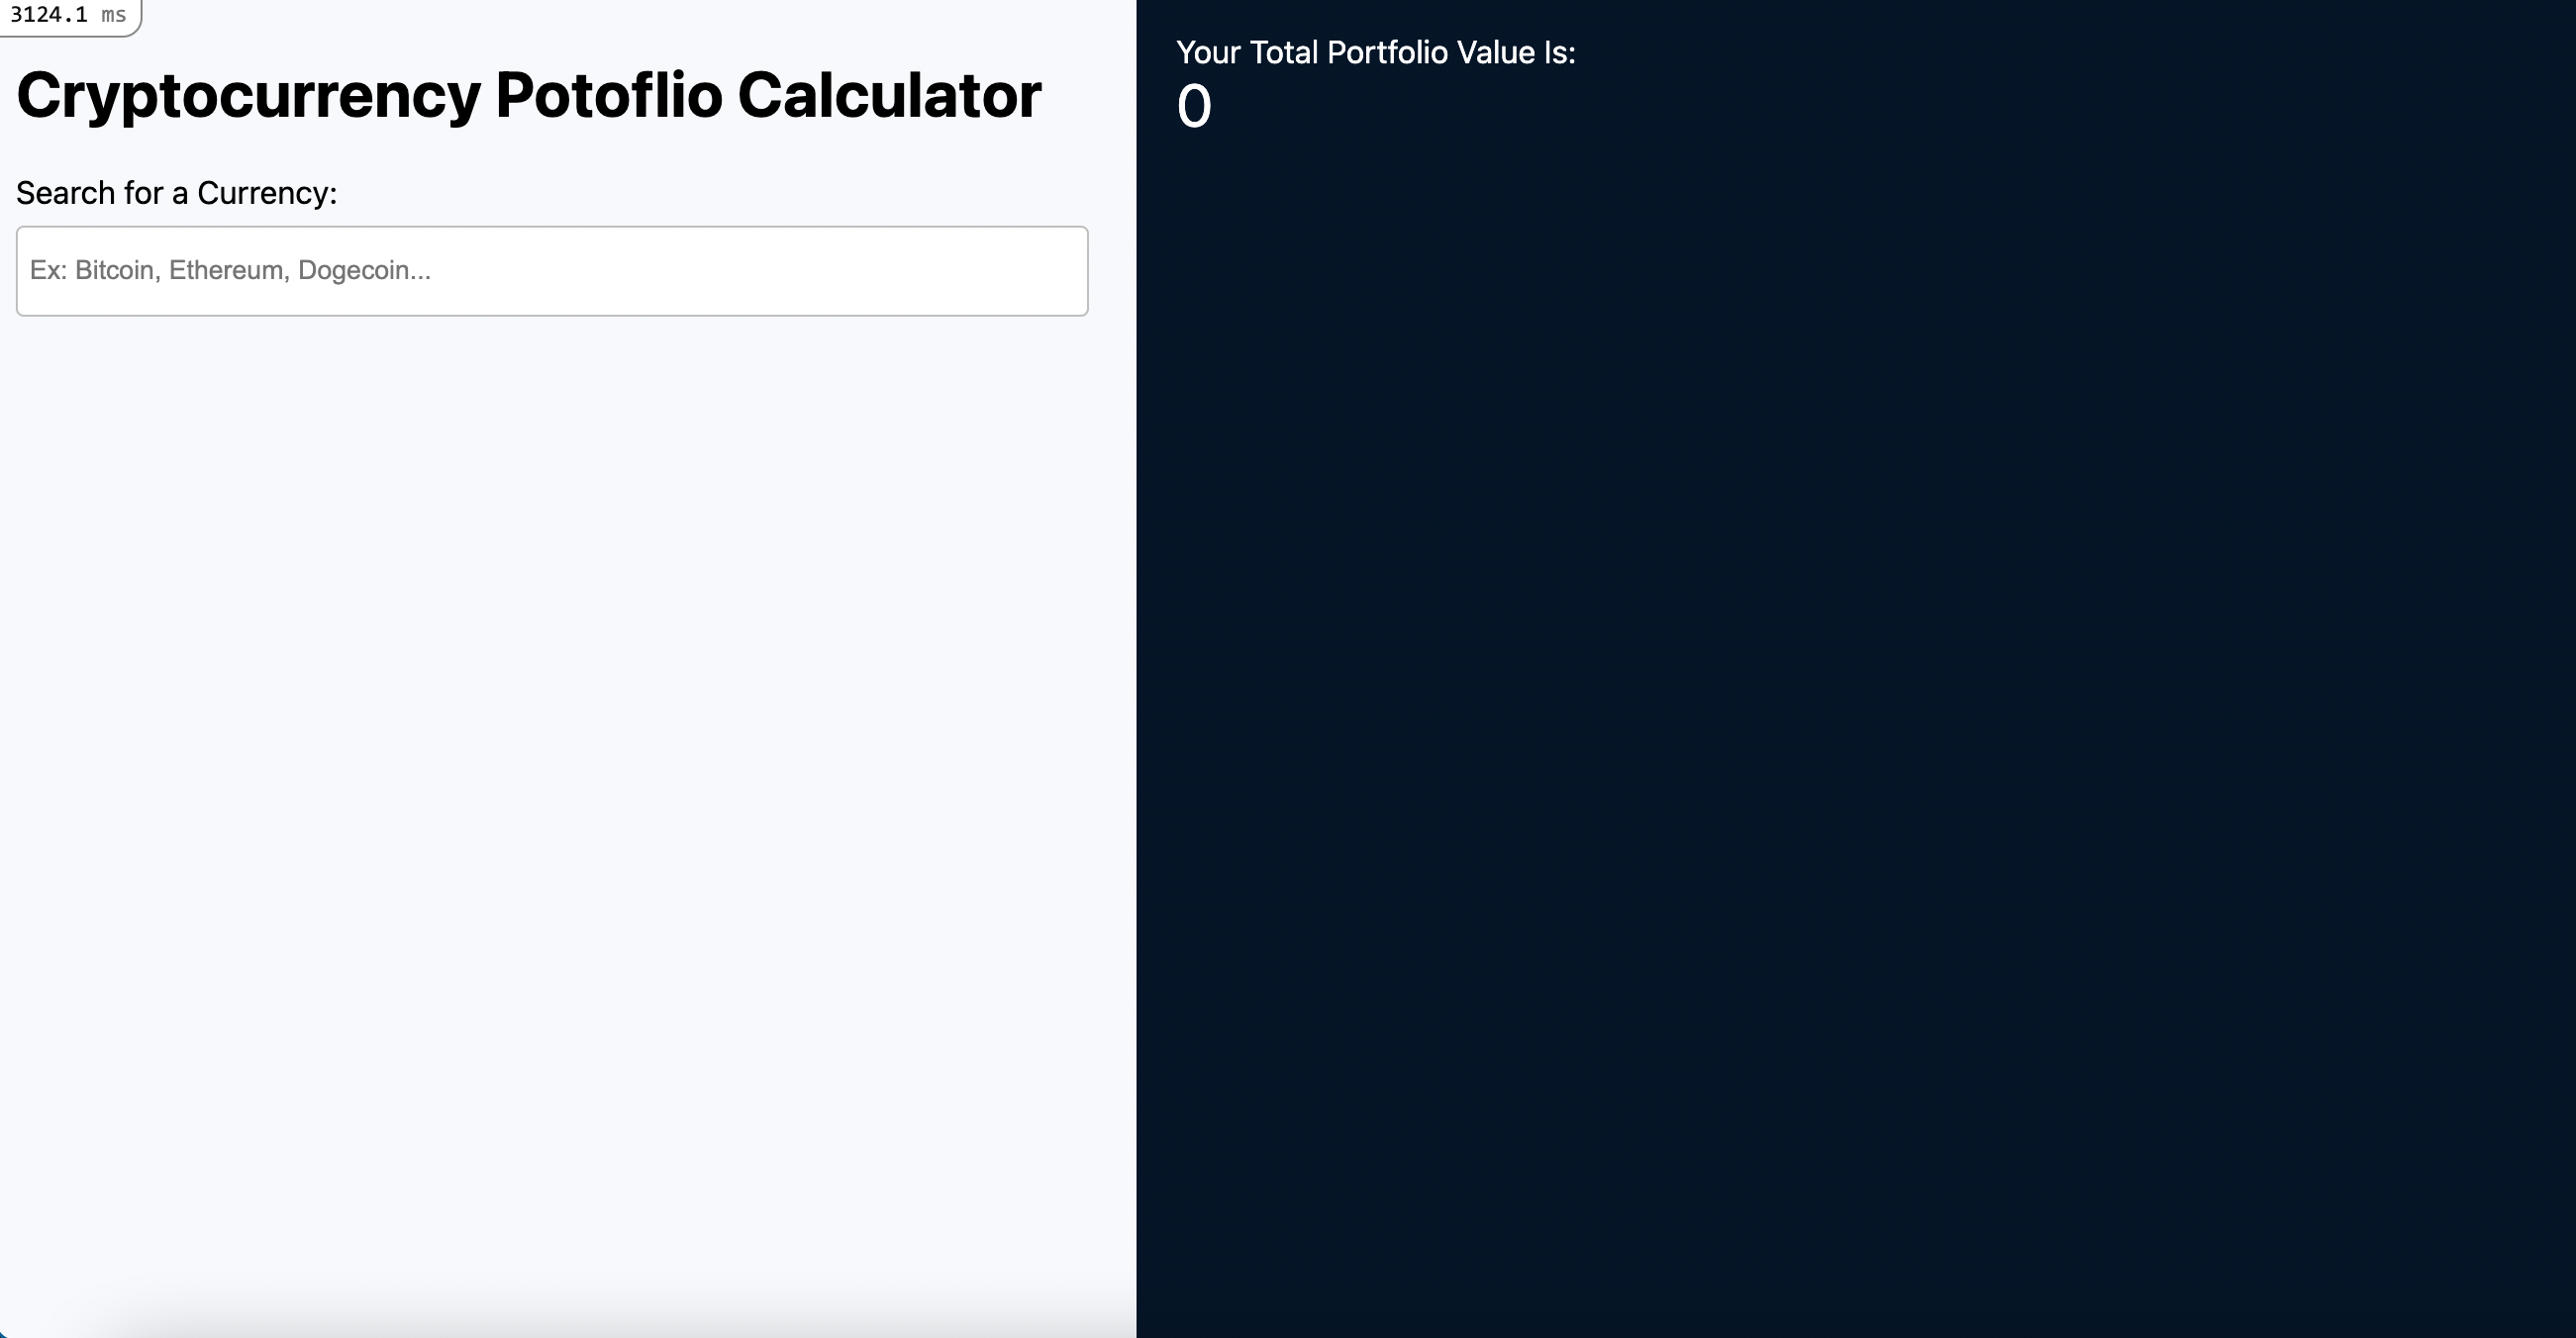 3124.1 ms
Cryptocurrency Potoflio Calculator
Search for a Currency:
Ex: Bitcoin, Ethereum, Dogecoin...
Your Total Portfolio Value Is:
0